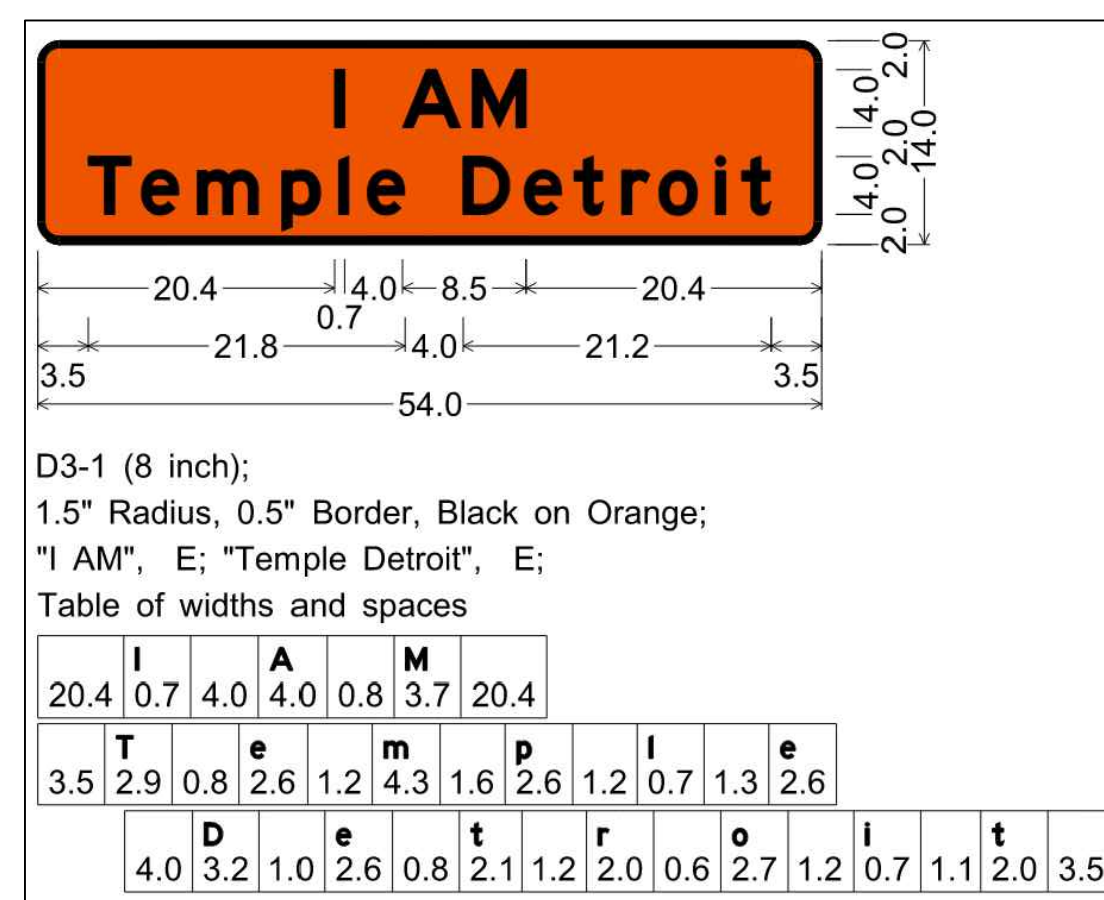 I AM
Temple Detroit
2.0
4.0
2.0
4.0
2.0
14.0
20.4 4.0 8.5 20.4
0.7
21.8 4.0 21.2
3.5 3.5
54.0
D3-1 (8 inch);
1.5" Radius, 0.5" Border, Black on Orange;
"I AM", E; "Temple Detroit", E;
Table of widths and spaces
I A M
20.4 0.7 4.0 4.0 0.8 3.7 20.4
T e m p l e
3.5 2.9 0.8 2.6 1.2 4.3 1.6 2.6 1.2 0.7 1.3 2.6
D e t r o i t
4.0 3.2 1.0 2.6 0.8 2.1 1.2 2.0 0.6 2.7 1.2 0.7 1.1 2.0 3.5